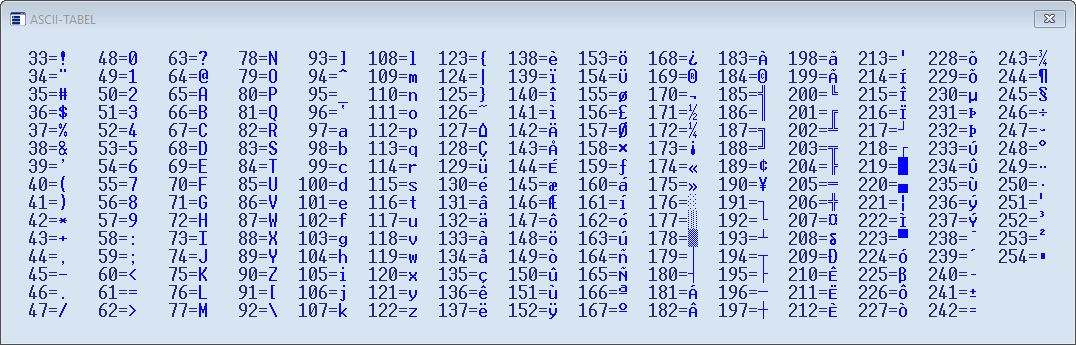 ASCII-TABEL
33=! 48=0 63=? 78=N 93=] 108=l 123={ 138=è 153=ö 168=¿ 183=À 198=ã 213=' 228=õ 243=¾
34=" 49=1 64=@ 79=O 94=^ 109=m 124=| 139=ï 154=ü 169=® 184=© 199=Ã 214=Í 229=Õ 244=¶
35=# 50=2 65=A 80=P 95=_ 110=n 125=} 140=î 155=ø 170=¬ 185=╣ 200=╚ 215=Î 230=µ 245=§
36=$ 51=3 66=B 81=Q 96=` 111=o 126=~ 141=ì 156=£ 171=½ 186=║ 201=╔ 216=Ï 231=Þ 246=÷
37=% 52=4 67=C 82=R 97=a 112=p 127=Δ 142=Ä 157=Ø 172=¼ 187=╗ 202=╩ 217=┘ 232=Þ 247=~
38=& 53=5 68=D 83=S 98=b 113=q 128=Ç 143=Å 158=× 173=¡ 188=╝ 203=╦ 218=┌ 233=Ú 248=°
39=' 54=6 69=E 84=T 99=c 114=r 129=ü 144=É 159=ƒ 174=« 189=¢ 204=╠ 219=█ 234=Û 249=¨
40=( 55=7 70=F 85=U 100=d 115=s 130=é 145=æ 160=á 175=» 190=¥ 205=═ 220=▄ 235=Ù 250=·
41=) 56=8 71=G 86=V 101=e 116=t 131=â 146=Æ 161=í 176=░ 191=┐ 206=╬ 221=¦ 236=ý 251='
42=* 57=9 72=H 87=W 102=f 117=u 132=ä 147=ô 162=ó 177=▒ 192=└ 207=¤ 222=Ì 237=Ý 252=³
43=+ 58=: 73=I 88=X 103=g 118=v 133=à 148=ö 163=ú 178=▓ 193=┴ 208=δ 223=▀ 238=¯ 253=²
44=, 59=; 74=J 89=Y 104=h 119=w 134=å 149=ò 164=ñ 179=│ 194=┬ 209=Ð 224=ó 239=´ 254=▪
45=- 60=< 75=K 90=Z 105=i 120=x 135=ç 150=û 165=Ñ 180=┤ 195=├ 210=Ê 225=β 240=-
46=. 61== 76=L 91=[ 106=j 121=y 136=ê 151=ù 166=ª 181=Á 196=─ 211=Ë 226=ô 241=±
47=/ 62=> 77=M 92=\ 107=k 122=z 137=ë 152=ÿ 167=º 182=Â 197=┼ 212=È 227=ò 242==